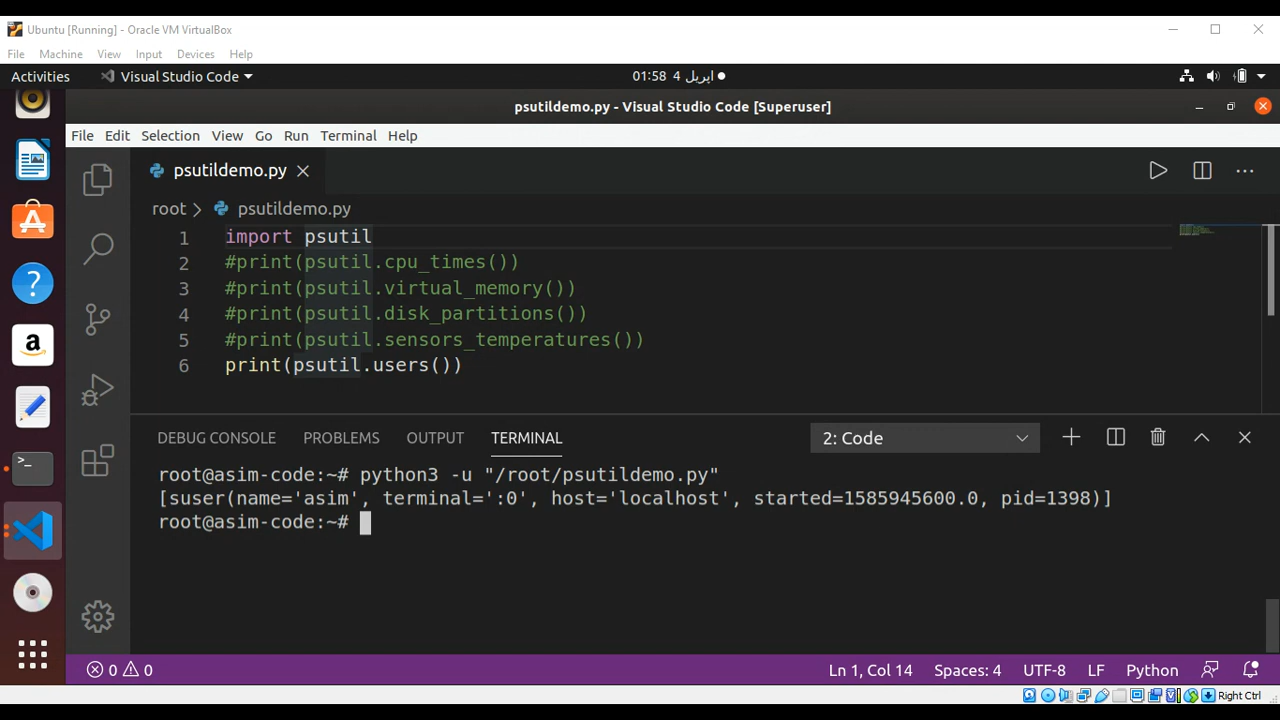 Ubuntu [Running] - Oracle VM VirtualBox
File Machine View Input Devices Help
Activities Visual Studio Code 01:58 4 اپریل
psutildemo.py - Visual Studio Code [Superuser]
File Edit Selection View Go Run Terminal Help
psutildemo.py
root > psutildemo.py
1 import psutil
2 #print(psutil.cpu_times())
3 #print(psutil.virtual_memory())
4 #print(psutil.disk_partitions())
5 #print(psutil.sensors_temperatures())
6 print(psutil.users())
DEBUG CONSOLE PROBLEMS OUTPUT TERMINAL 2: Code
root@asim-code:~# python3 -u "/root/psutildemo.py"
[suser(name='asim', terminal=':0', host='localhost', started=1585945600.0, pid=1398)]
root@asim-code:~#
0 0 Ln 1, Col 14 Spaces: 4 UTF-8 LF Python
Right Ctrl